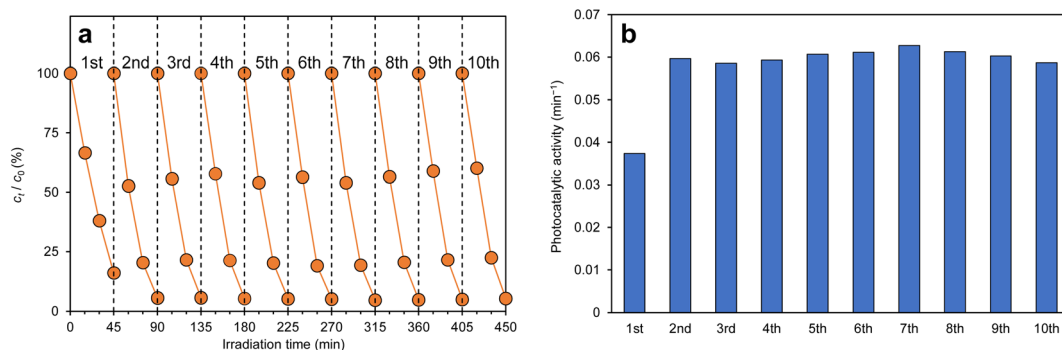 a
1st 2nd 3rd 4th 5th 6th 7th 8th 9th 10th
100
75
50
25
0
cₜ / c₀ (%)
0 45 90 135 180 225 270 315 360 405 450
Irradiation time (min)
b
0.07
0.06
0.05
0.04
0.03
0.02
0.01
0
Photocatalytic activity (min⁻¹)
1st 2nd 3rd 4th 5th 6th 7th 8th 9th 10th